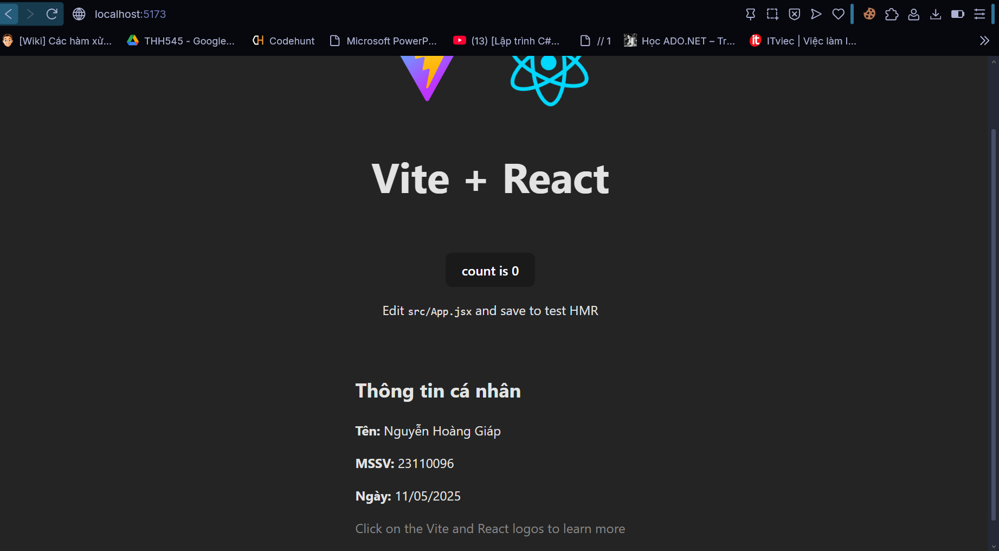 localhost:5173
[Wiki] Các hàm xử... THH545 - Google... Codehunt Microsoft PowerP... (13) [Lập trình C#... // 1 Học ADO.NET – Tr... ITviec | Việc làm I...
Vite + React
count is 0
Edit src/App.jsx and save to test HMR
Thông tin cá nhân
Tên: Nguyễn Hoàng Giáp
MSSV: 23110096
Ngày: 11/05/2025
Click on the Vite and React logos to learn more